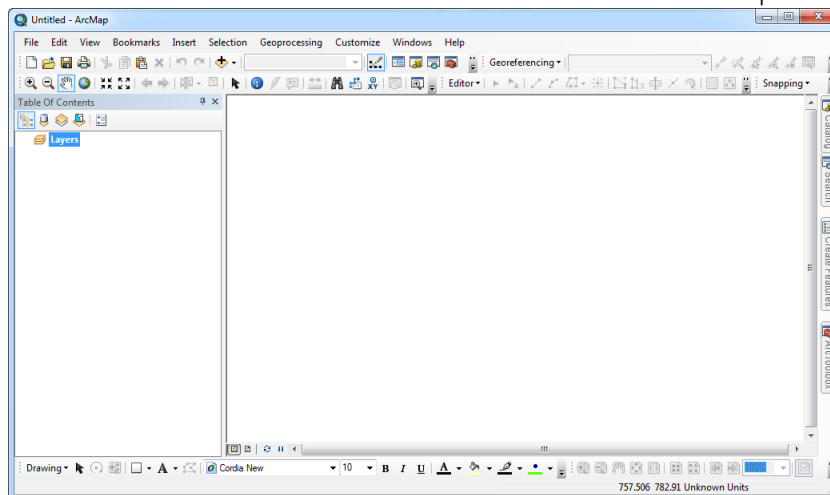 Untitled - ArcMap
File Edit View Bookmarks Insert Selection Geoprocessing Customize Windows Help
Georeferencing
Editor Snapping
Table Of Contents
Layers
Catalog
Search
Create Features
ArcToolbox
Drawing A Cordia New 10 B I U A 100%
757.506 782.91 Unknown Units